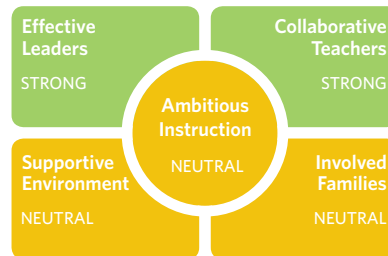 Effective
Leaders
STRONG
Collaborative
Teachers
STRONG
Ambitious
Instruction
NEUTRAL
Supportive
Environment
NEUTRAL
Involved
Families
NEUTRAL